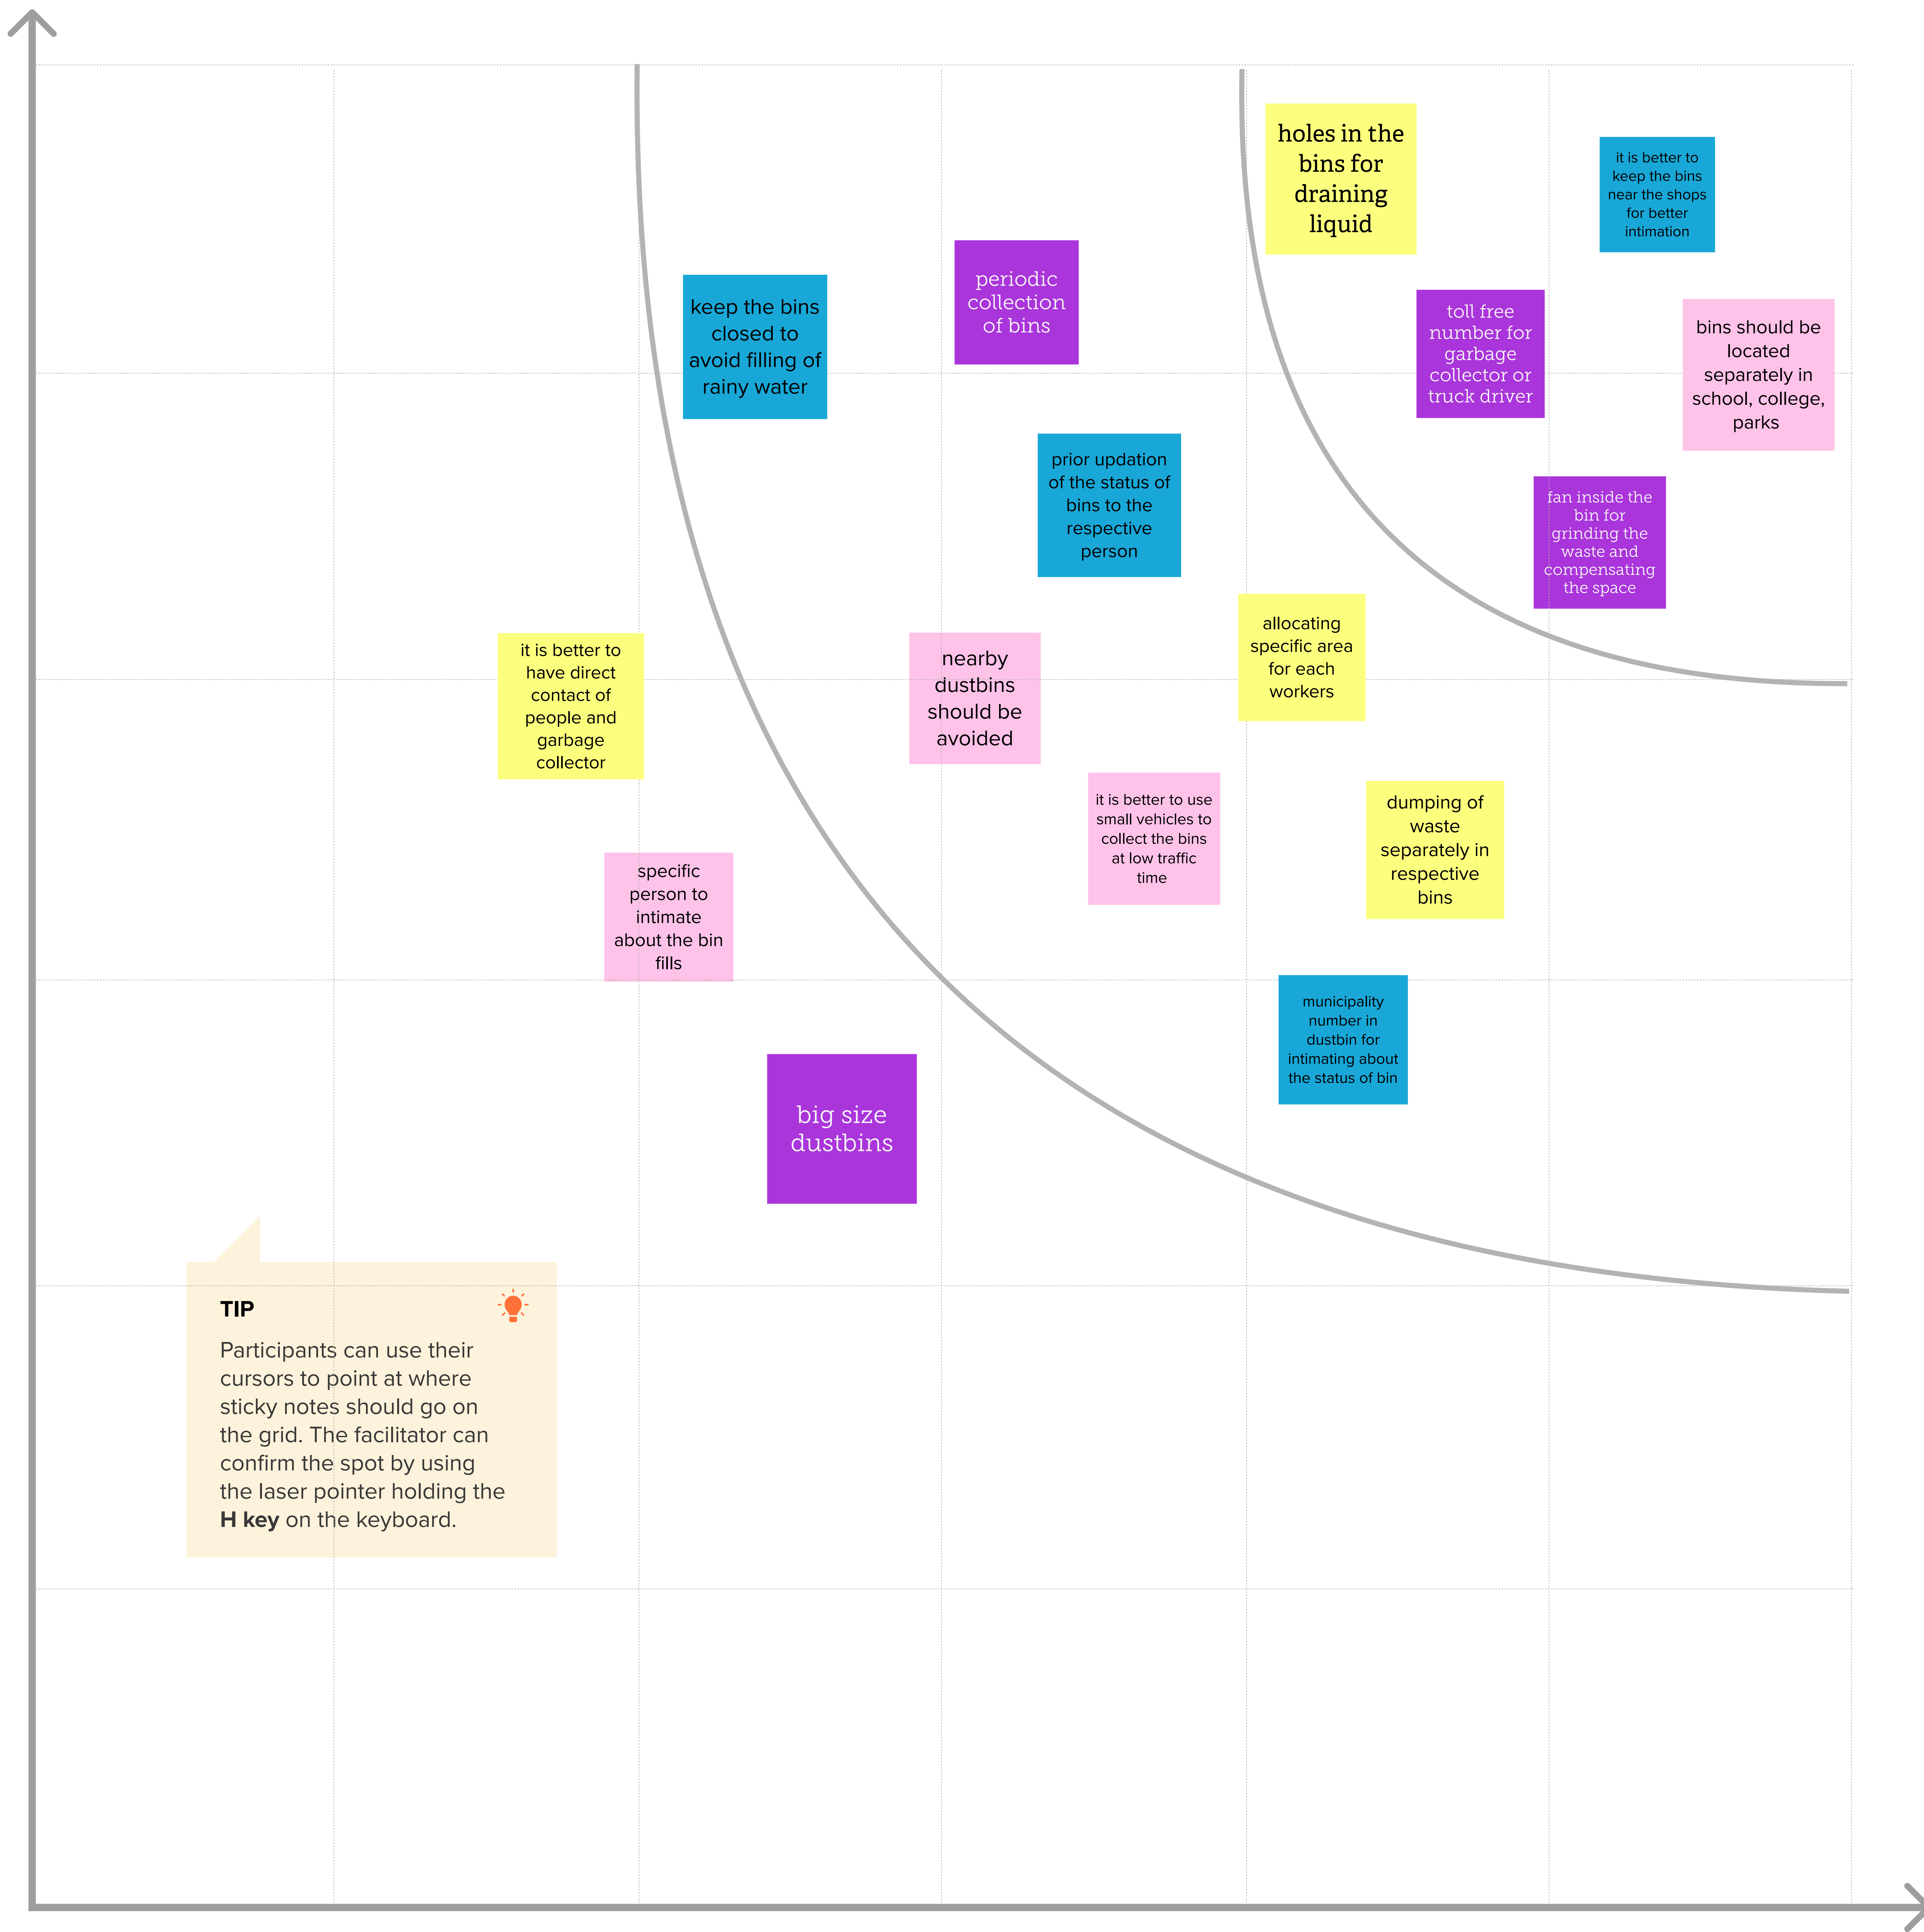 holes in the
bins for
draining
liquid
it is better to
keep the bins
near the shops
for better
intimation
periodic
collection
of bins
keep the bins
closed to
avoid filling of
rainy water
toll free
number for
garbage
collector or
truck driver
bins should be
located
separately in
school, college,
parks
prior updation
of the status of
bins to the
respective
person
fan inside the
bin for
grinding the
waste and
compensating
the space
allocating
specific area
for each
workers
it is better to
have direct
contact of
people and
garbage
collector
nearby
dustbins
should be
avoided
it is better to use
small vehicles to
collect the bins
at low traffic
time
dumping of
waste
separately in
respective
bins
specific
person to
intimate
about the bin
fills
municipality
number in
dustbin for
intimating about
the status of bin
big size
dustbins
TIP
Participants can use their
cursors to point at where
sticky notes should go on
the grid. The facilitator can
confirm the spot by using
the laser pointer holding the
H key on the keyboard.